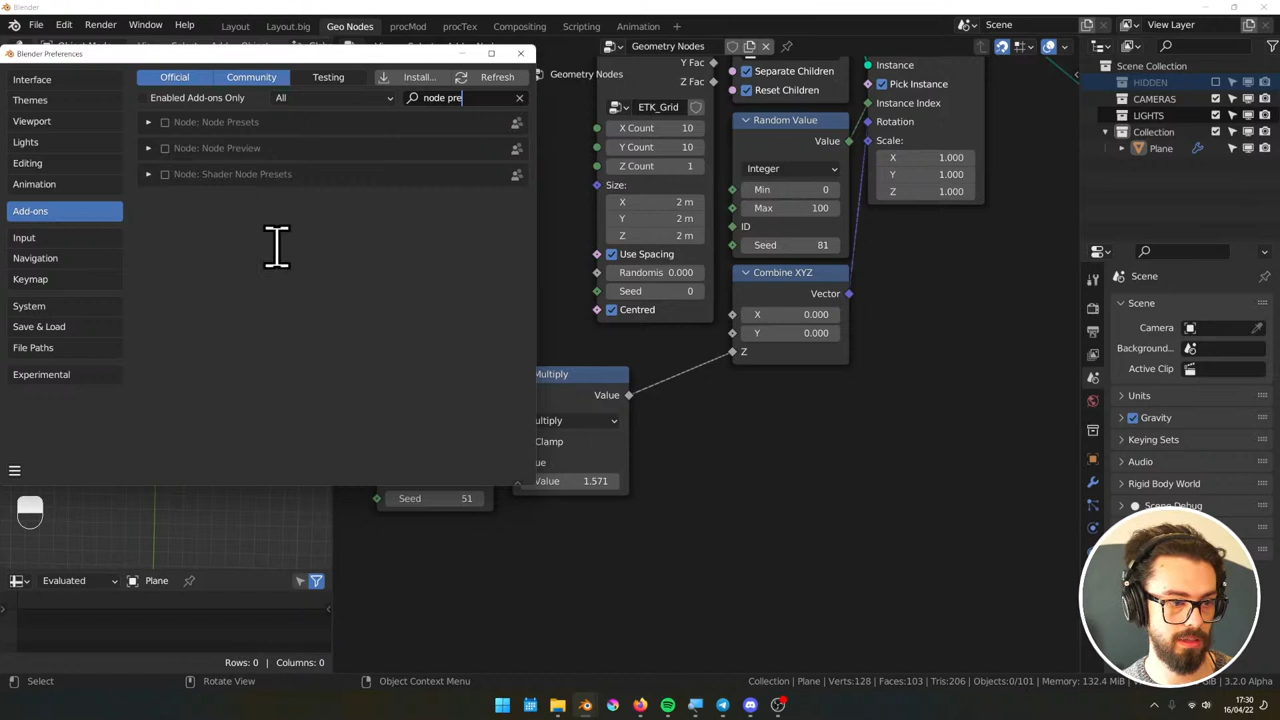 Blender
File Edit Render Window Help Layout Layout.big Geo Nodes procMod procTex Compositing Scripting Animation Scene View Layer
Blender Preferences
Geometry Nodes
Interface
Themes
Viewport
Lights
Editing
Animation
Add-ons
Input
Navigation
Keymap
System
Save & Load
File Paths
Experimental
Official Community Testing Install... Refresh
Enabled Add-ons Only All node pre
Node: Node Presets
Node: Node Preview
Node: Shader Node Presets
Geometry Nodes
Y Fac
Z Fac
ETK_Grid
X Count 10
Y Count 10
Z Count 1
Size:
X 2 m
Y 2 m
Z 2 m
Use Spacing
Randomis 0.000
Seed 0
Centred
Separate Children
Reset Children
Random Value
Value
Integer
Min 0
Max 100
ID
Seed 81
Combine XYZ
Vector
X 0.000
Y 0.000
Z
Instance
Pick Instance
Instance Index
Rotation
Scale:
X 1.000
Y 1.000
Z 1.000
Multiply
Value
Clamp
Value 1.571
Seed 51
Scene Collection
HIDDEN
CAMERAS
LIGHTS
Collection
Plane
Scene
Scene
Camera
Background...
Active Clip
Units
Gravity
Keying Sets
Audio
Rigid Body World
Scene Debug
Evaluated Plane
Rows: 0 | Columns: 0
Select Rotate View Object Context Menu Collection | Plane | Verts:128 | Faces:103 | Tris:206 | Objects:0/101 | Memory: 132.4 MiB
3.2.0 Alpha
17:30
16/04/22